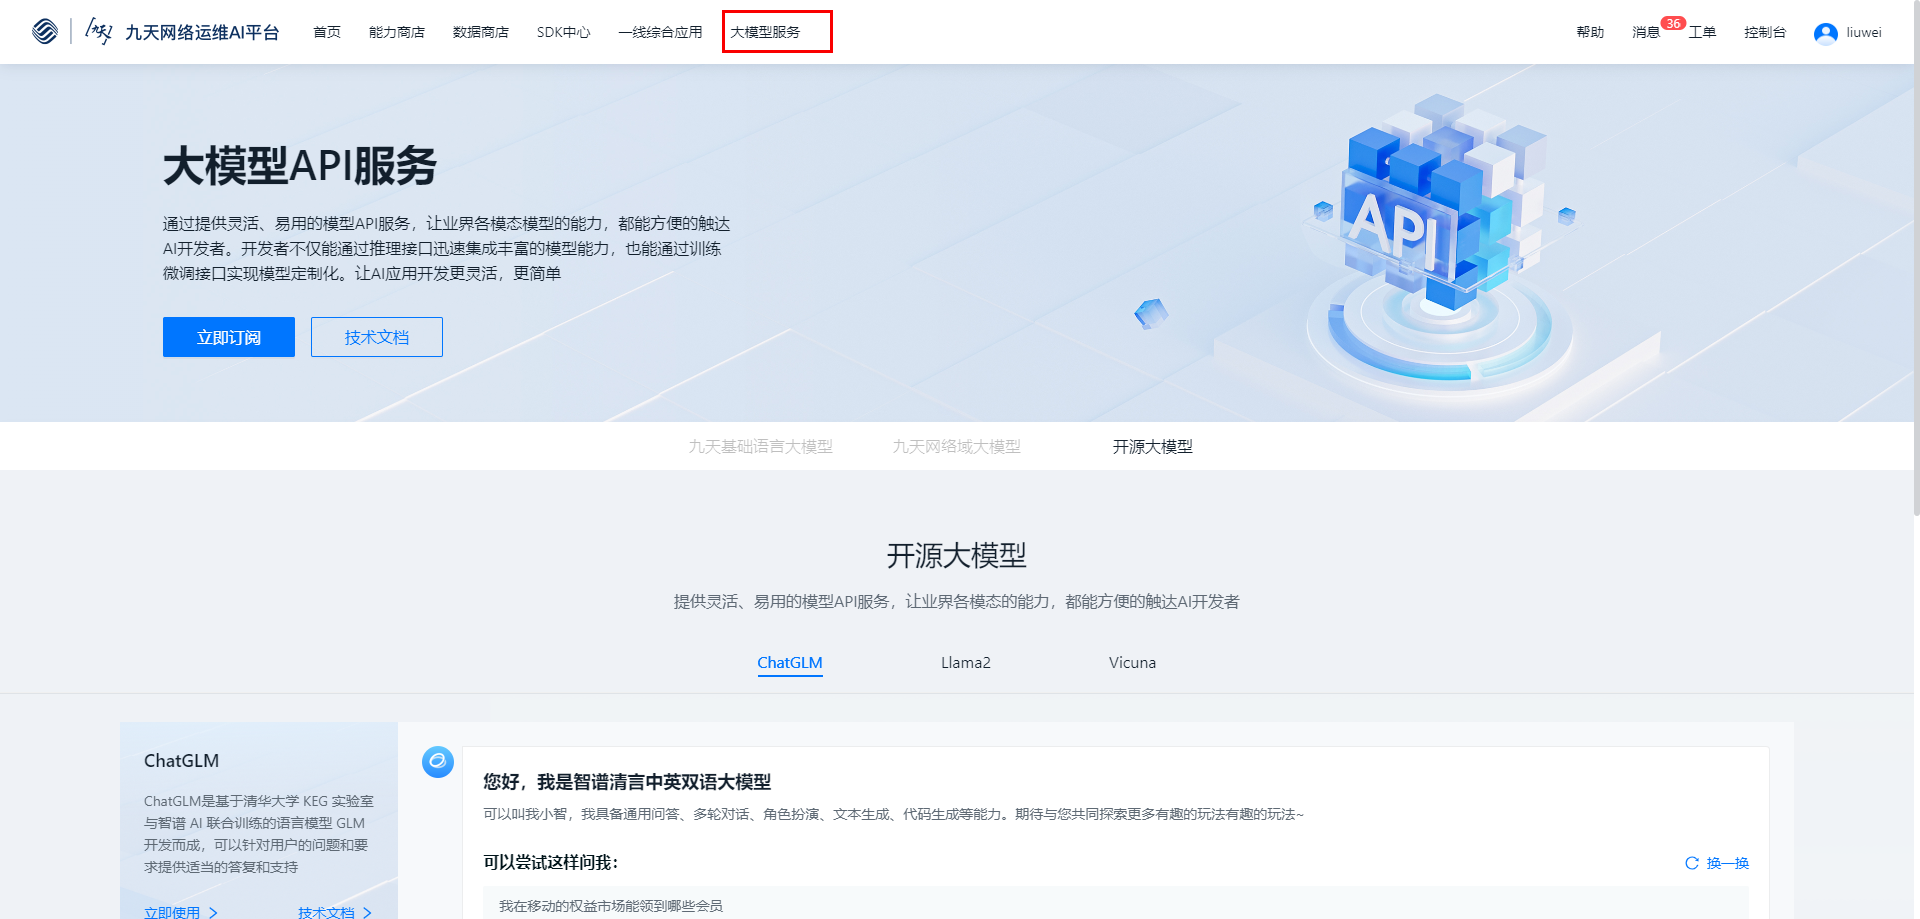 九天 九天网络运维AI平台 首页 能力商店 数据商店 SDK中心 一线综合应用 大模型服务 帮助 消息 36 工单 控制台 liuwei
大模型API服务
通过提供灵活、易用的模型API服务，让业界各模态模型的能力，都能方便的触达
AI开发者。开发者不仅能通过推理接口迅速集成丰富的模型能力，也能通过训练
微调接口实现模型定制化。让AI应用开发更灵活，更简单
立即订阅 技术文档
API
九天基础语言大模型 九天网络域大模型 开源大模型
开源大模型
提供灵活、易用的模型API服务，让业界各模态的能力，都能方便的触达AI开发者
ChatGLM Llama2 Vicuna
ChatGLM
ChatGLM是基于清华大学 KEG 实验室
与智谱 AI 联合训练的语言模型 GLM
开发而成，可以针对用户的问题和要
求提供适当的答复和支持
立即使用 技术文档
您好，我是智谱清言中英双语大模型
可以叫我小智，我具备通用问答、多轮对话、角色扮演、文本生成、代码生成等能力。期待与您共同探索更多有趣的玩法有趣的玩法~
可以尝试这样问我： 换一换
我在移动的权益市场能领到哪些会员